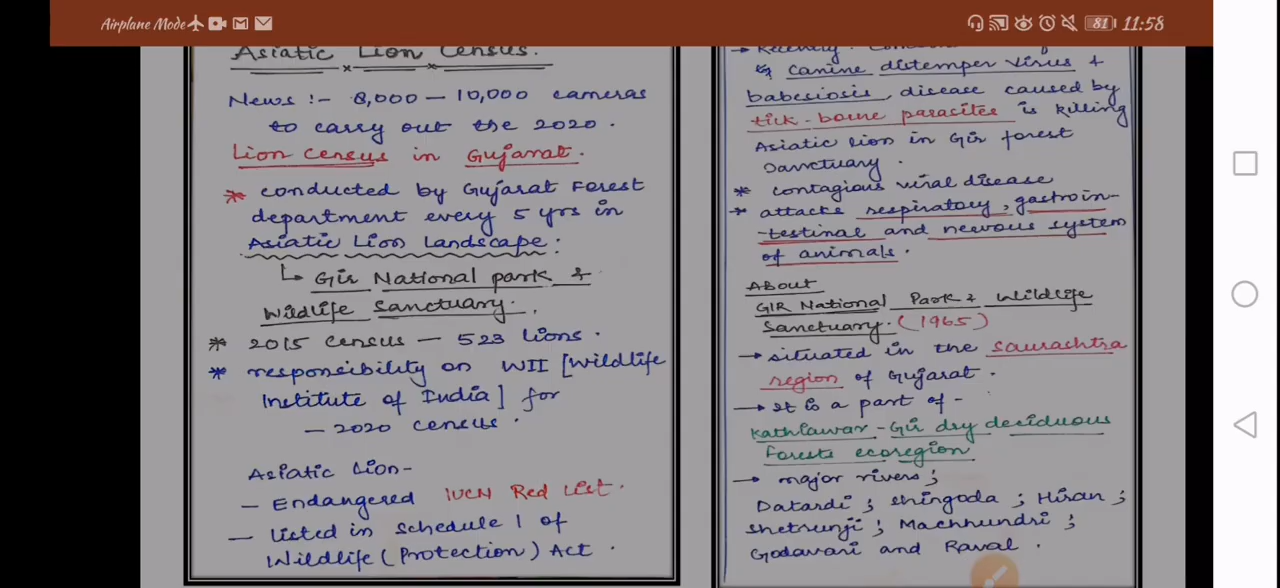 Airplane Mode 81 11:58
Asiatic Lion Census.
News :- 8,000 - 10,000 cameras
to carry out the 2020.
Lion Census in Gujarat.
* conducted by Gujarat Forest
department every 5 yrs in
Asiatic Lion Landscape.
↳ Gir National park &
Wildlife Sanctuary.
* 2015 census - 523 Lions.
* responsibility on WII [Wildlife
Institute of India] for
- 2020 census.
Asiatic Lion-
- Endangered IUCN Red List.
- Listed in Schedule 1 of
Wildlife (Protection) Act.
→ Recently
↳ canine distemper virus +
babesiosis, disease caused by
tick-borne parasites is killing
Asiatic lion in Gir forest
Sanctuary.
* contagious viral disease
* attacks respiratory, gastroin-
-testinal and nervous system
of animals.
About
GIR National Park & Wildlife
Sanctuary. (1965)
→ situated in the Saurashtra
region of Gujarat.
→ It is a part of -
Kathiawar-Gir dry deciduous
forests ecoregion
→ major rivers;
Datardi; Shingoda; Hiran;
Shetrunji; Machhundri;
Godavari and Raval.